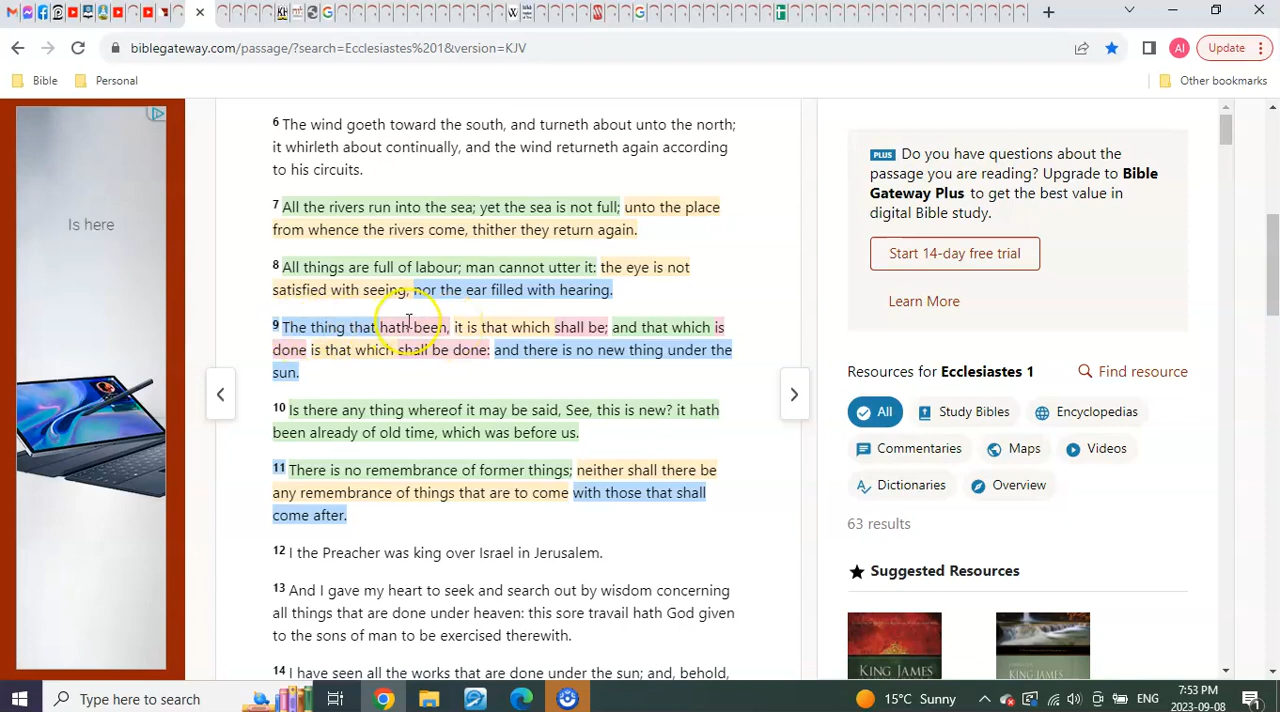 biblegateway.com/passage/?search=Ecclesiastes%201&version=KJV
AI
Update
Bible
Personal
Other bookmarks
Is here
6 The wind goeth toward the south, and turneth about unto the north;
it whirleth about continually, and the wind returneth again according
to his circuits.
7 All the rivers run into the sea; yet the sea is not full; unto the place
from whence the rivers come, thither they return again.
8 All things are full of labour; man cannot utter it: the eye is not
satisfied with seeing, nor the ear filled with hearing.
9 The thing that hath been, it is that which shall be; and that which is
done is that which shall be done: and there is no new thing under the
sun.
10 Is there any thing whereof it may be said, See, this is new? it hath
been already of old time, which was before us.
11 There is no remembrance of former things; neither shall there be
any remembrance of things that are to come with those that shall
come after.
12 I the Preacher was king over Israel in Jerusalem.
13 And I gave my heart to seek and search out by wisdom concerning
all things that are done under heaven: this sore travail hath God given
to the sons of man to be exercised therewith.
14 I have seen all the works that are done under the sun; and, behold,
PLUS Do you have questions about the
passage you are reading? Upgrade to Bible
Gateway Plus to get the best value in
digital Bible study.
Start 14-day free trial
Learn More
Resources for Ecclesiastes 1
Find resource
All
Study Bibles
Encyclopedias
Commentaries
Maps
Videos
Dictionaries
Overview
63 results
Suggested Resources
KING JAMES
KING JAMES
Type here to search
15°C Sunny
ENG
7:53 PM
2023-09-08
1